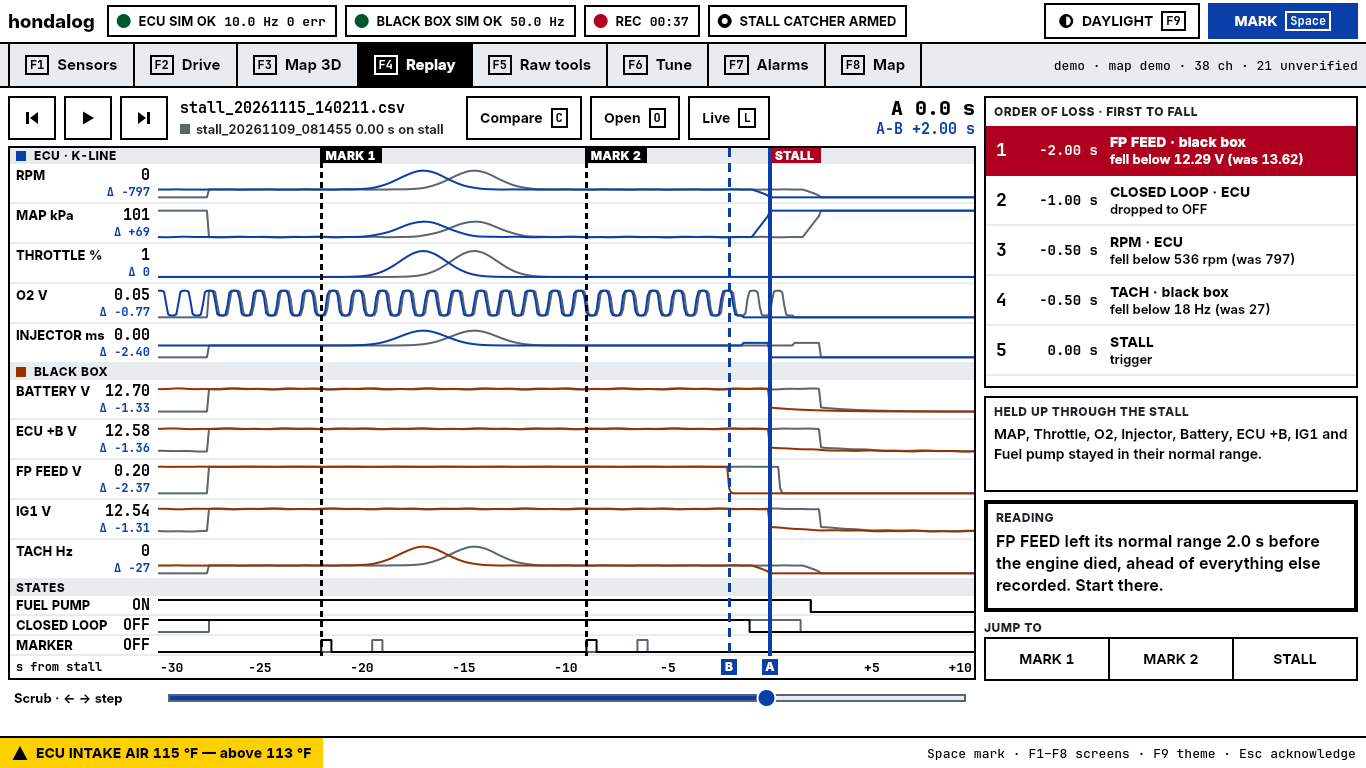 hondalog
ECU SIM OK 10.0 Hz 0 err
BLACK BOX SIM OK 50.0 Hz
REC 00:37
STALL CATCHER ARMED
DAYLIGHT F9
MARK Space
F1 Sensors
F2 Drive
F3 Map 3D
F4 Replay
F5 Raw tools
F6 Tune
F7 Alarms
F8 Map
demo · map demo · 38 ch · 21 unverified
stall_20261115_140211.csv
stall_20261109_081455 0.00 s on stall
Compare C
Open O
Live L
A 0.0 s
A-B +2.00 s
ECU · K-LINE
MARK 1
MARK 2
STALL
RPM 0
Δ -797
MAP kPa 101
Δ +69
THROTTLE % 1
Δ 0
O2 V 0.05
Δ -0.77
INJECTOR ms 0.00
Δ -2.40
BLACK BOX
BATTERY V 12.70
Δ -1.33
ECU +B V 12.58
Δ -1.36
FP FEED V 0.20
Δ -2.37
IG1 V 12.54
Δ -1.31
TACH Hz 0
Δ -27
STATES
FUEL PUMP ON
CLOSED LOOP OFF
MARKER OFF
s from stall -30 -25 -20 -15 -10 -5 B A +5 +10
Scrub · ← → step
ORDER OF LOSS · FIRST TO FALL
1 -2.00 s FP FEED · black box
fell below 12.29 V (was 13.62)
2 -1.00 s CLOSED LOOP · ECU
dropped to OFF
3 -0.50 s RPM · ECU
fell below 536 rpm (was 797)
4 -0.50 s TACH · black box
fell below 18 Hz (was 27)
5 0.00 s STALL
trigger
HELD UP THROUGH THE STALL
MAP, Throttle, O2, Injector, Battery, ECU +B, IG1 and
Fuel pump stayed in their normal range.
READING
FP FEED left its normal range 2.0 s before
the engine died, ahead of everything else
recorded. Start there.
JUMP TO
MARK 1
MARK 2
STALL
ECU INTAKE AIR 115 °F — above 113 °F
Space mark · F1–F8 screens · F9 theme · Esc acknowledge